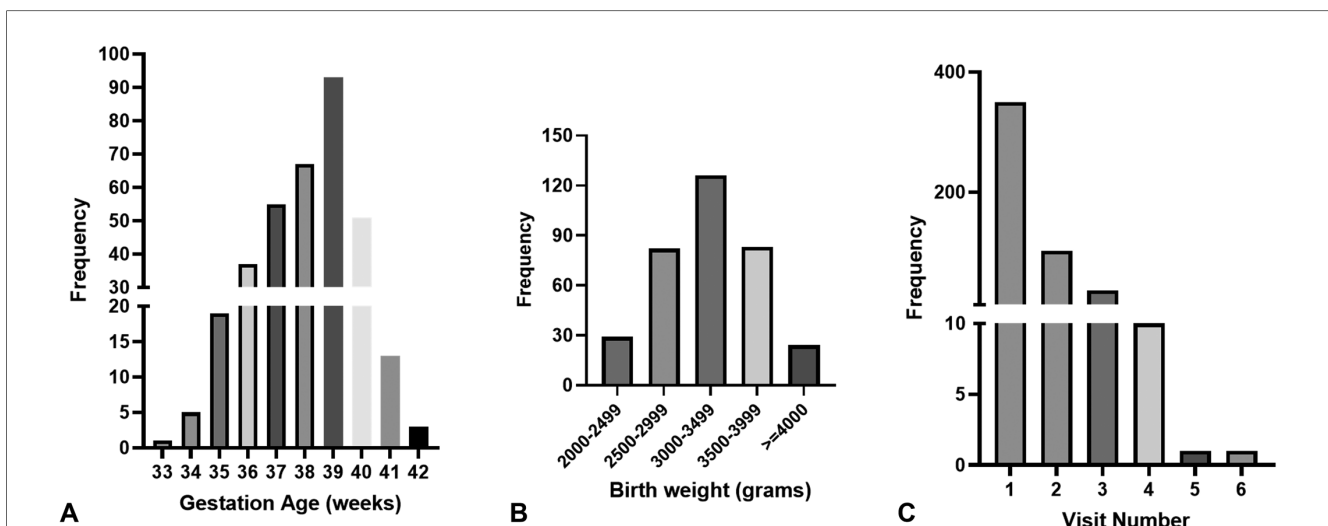 Frequency
100
90
80
70
60
50
40
30
20
15
10
5
0
33 34 35 36 37 38 39 40 41 42
Gestation Age (weeks)
A
Frequency
150
120
90
60
30
0
2000-2499
2500-2999
3000-3499
3500-3999
>=4000
Birth weight (grams)
B
Frequency
400
200
10
5
0
1 2 3 4 5 6
Visit Number
C